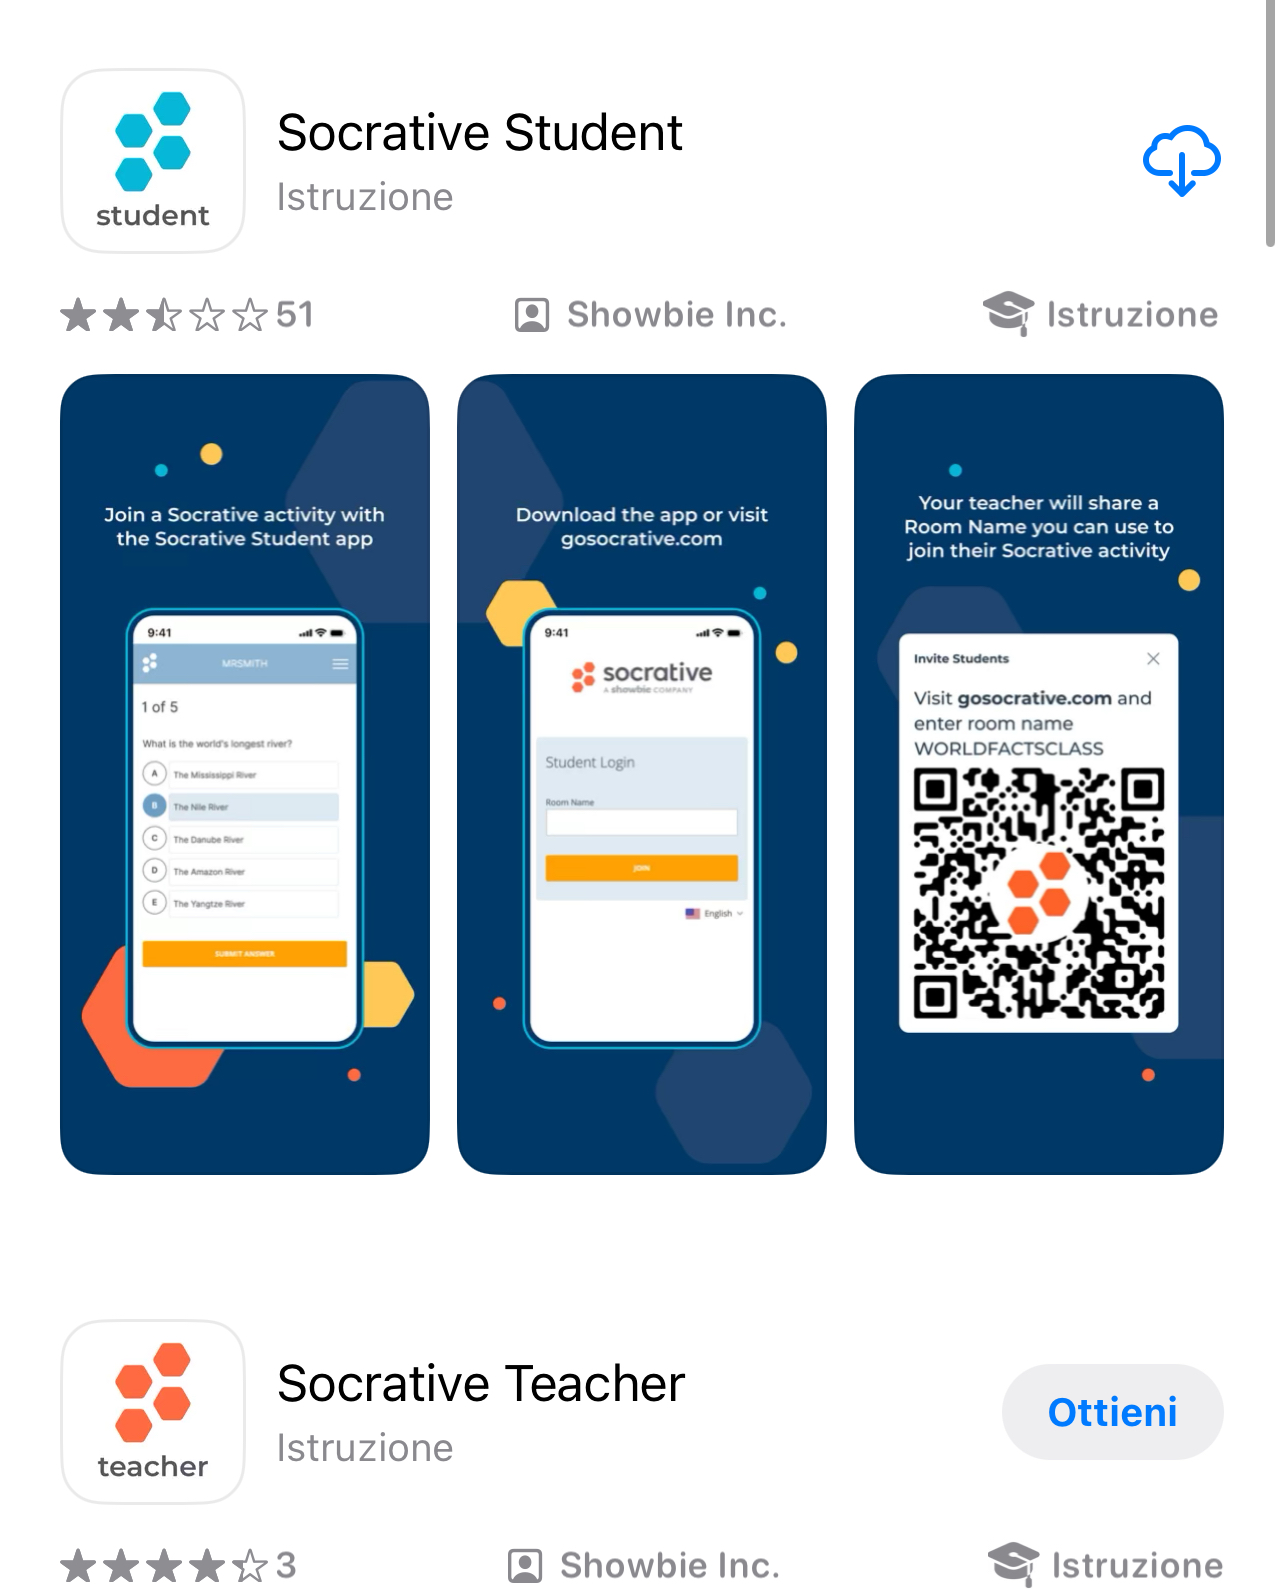 student
Socrative Student
Istruzione
51
Showbie Inc.
Istruzione
Join a Socrative activity with
the Socrative Student app
9:41
MRSMITH
1 of 5
What is the world's longest river?
A The Mississippi River
B The Nile River
C The Danube River
D The Amazon River
E The Yangtze River
SUBMIT ANSWER
Download the app or visit
gosocrative.com
9:41
socrative
A showbie COMPANY
Student Login
Room Name
JOIN
English
Your teacher will share a
Room Name you can use to
join their Socrative activity
Invite Students
Visit gosocrative.com and
enter room name
WORLDFACTSCLASS
teacher
Socrative Teacher
Istruzione
Ottieni
3
Showbie Inc.
Istruzione